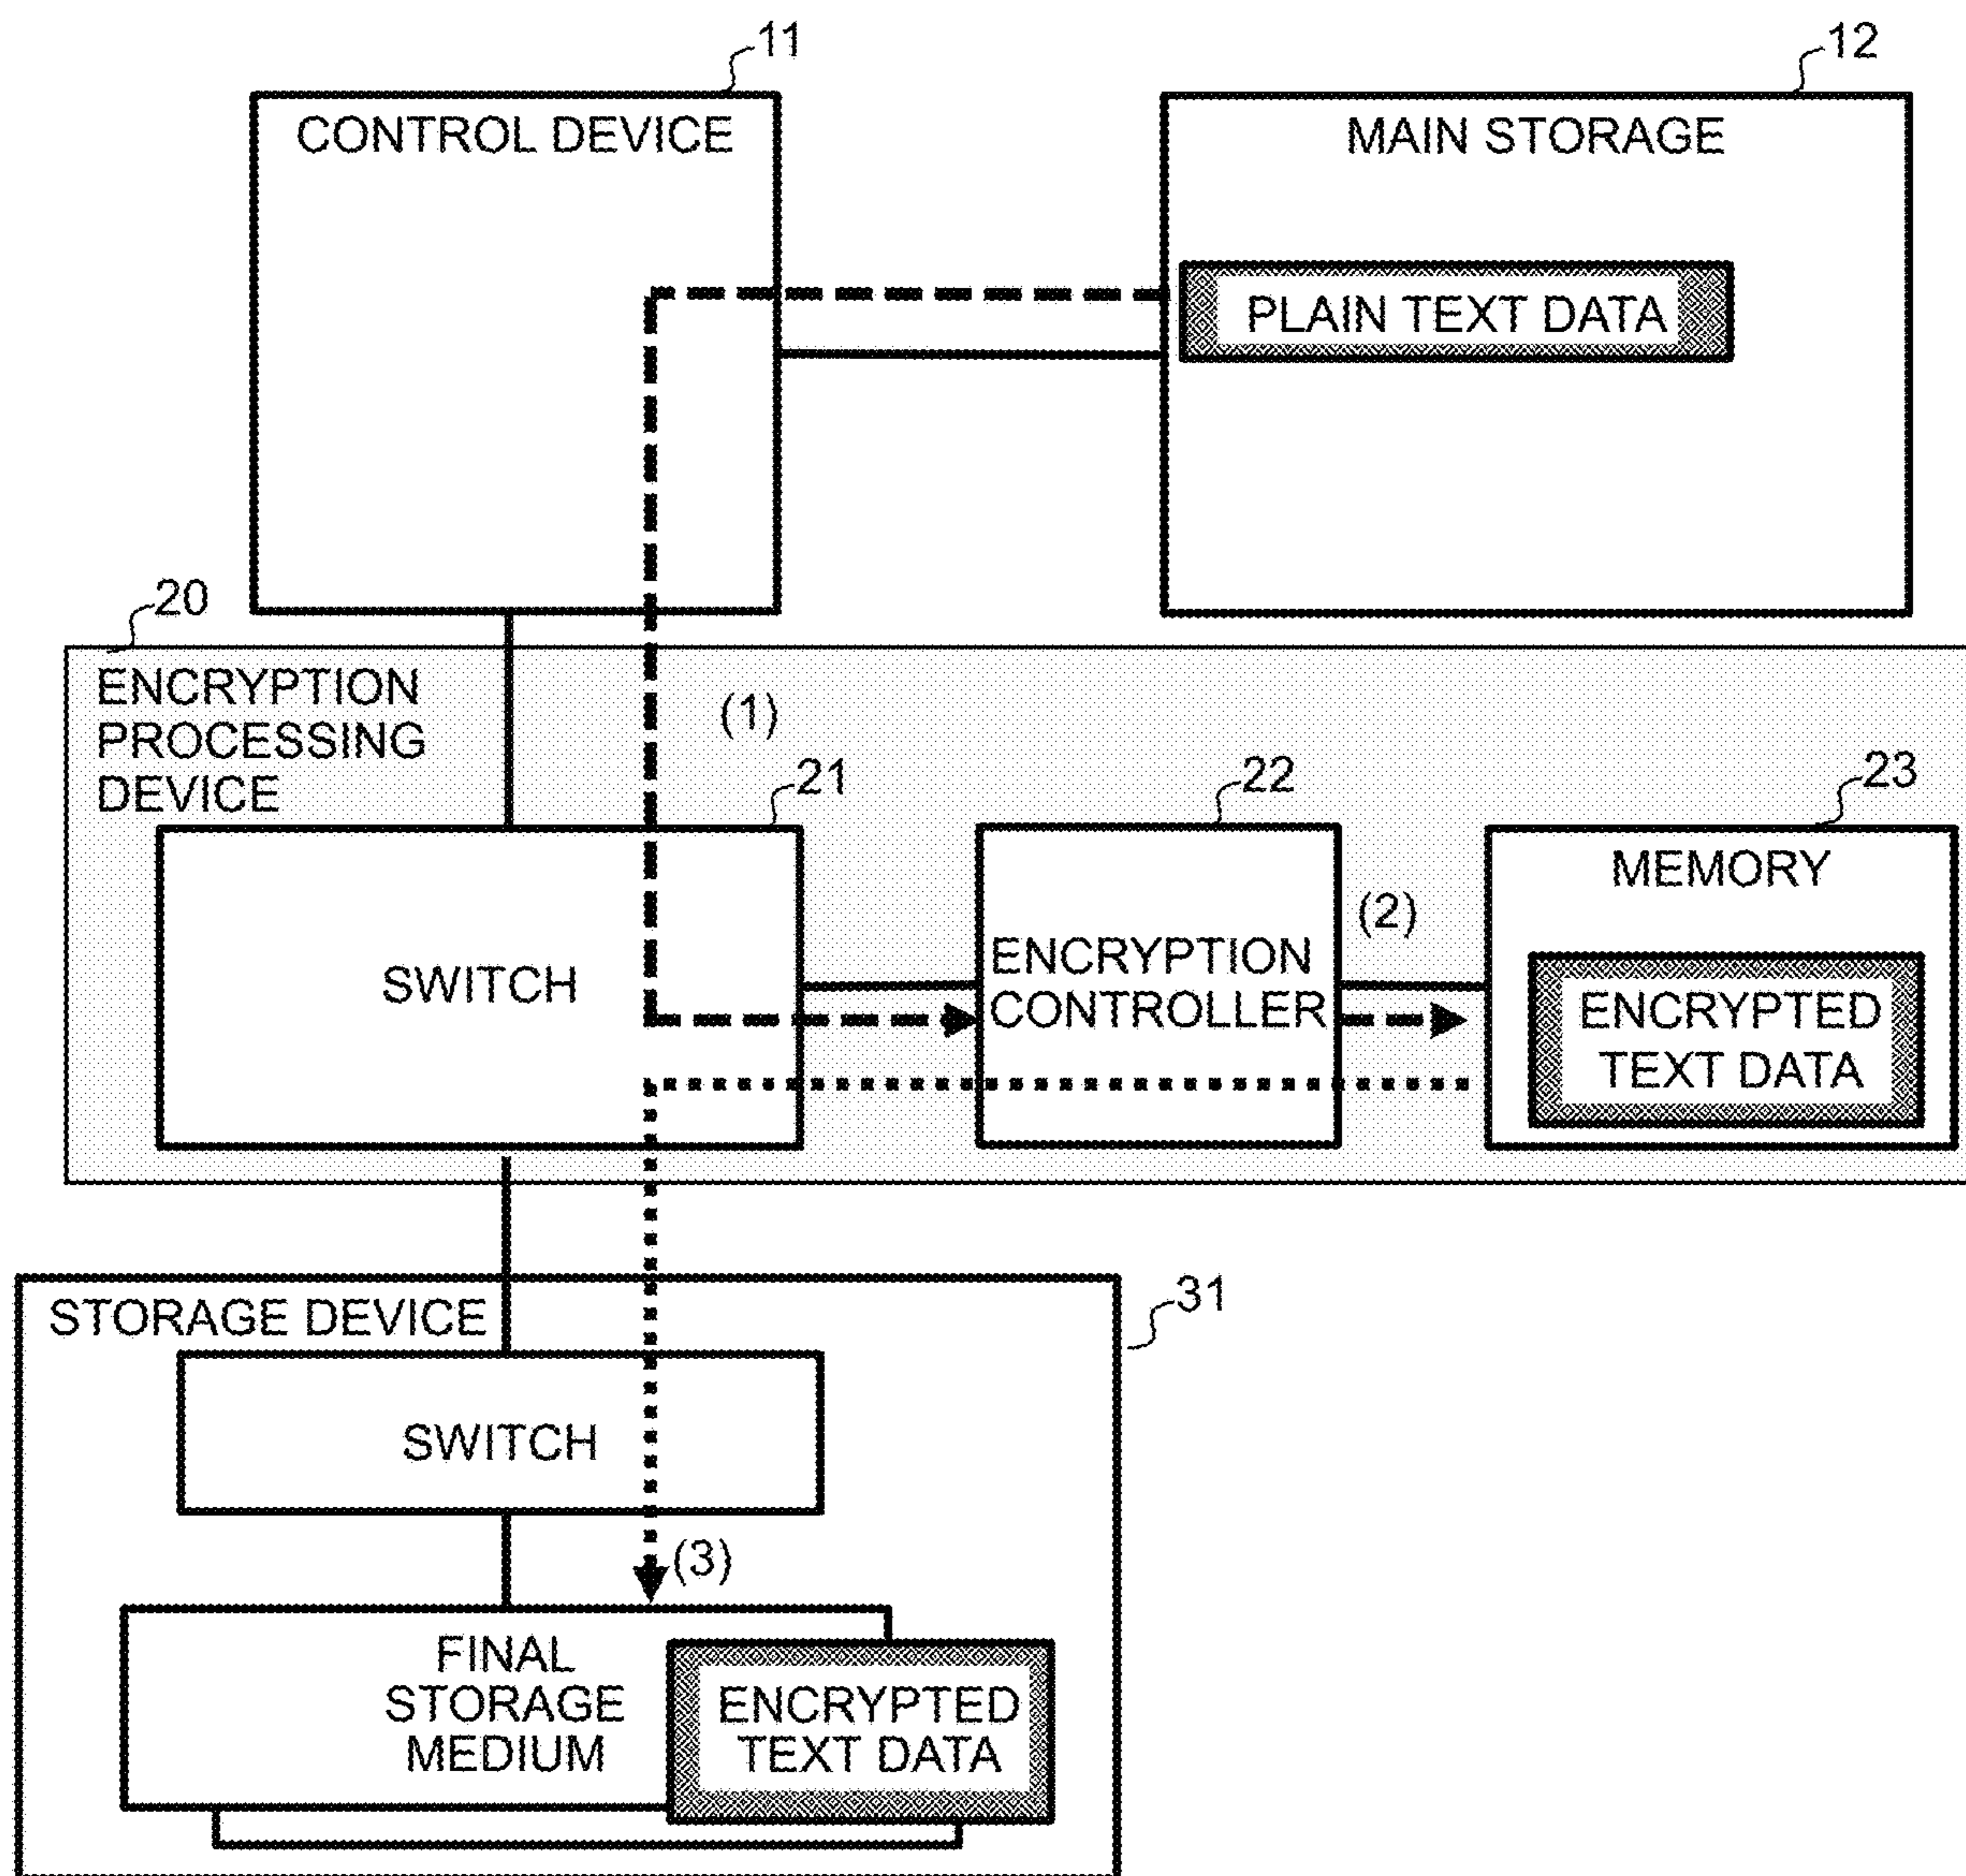 11
12
CONTROL DEVICE
MAIN STORAGE
PLAIN TEXT DATA
20
ENCRYPTION
PROCESSING
DEVICE
(1)
21
22
23
SWITCH
ENCRYPTION
CONTROLLER
(2)
MEMORY
ENCRYPTED
TEXT DATA
STORAGE DEVICE
31
SWITCH
(3)
FINAL
STORAGE
MEDIUM
ENCRYPTED
TEXT DATA